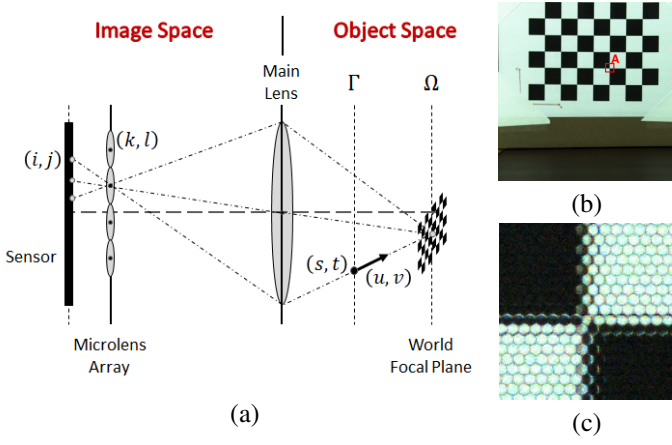 Image Space
Object Space
Main
Lens
Γ
Ω
(k, l)
(i, j)
Sensor
(s, t)
(u, v)
Microlens
Array
World
Focal Plane
(a)
A
(b)
(c)